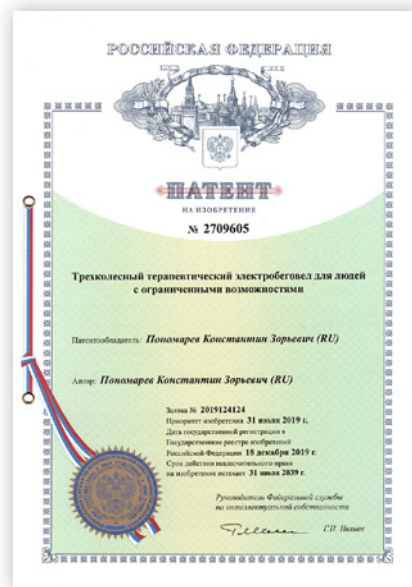 РОССИЙСКАЯ ФЕДЕРАЦИЯ
ПАТЕНТ
НА ИЗОБРЕТЕНИЕ
№ 2709605
Трехколесный терапевтический электробеговел для людей
с ограниченными возможностями
Патентообладатель: Пономарев Константин Зорьевич (RU)
Автор: Пономарев Константин Зорьевич (RU)
Заявка № 2019124124
Приоритет изобретения 31 июля 2019 г.
Дата государственной регистрации в
Государственном реестре изобретений
Российской Федерации 18 декабря 2019 г.
Срок действия исключительного права
на изобретение истекает 31 июля 2039 г.
Руководитель Федеральной службы
по интеллектуальной собственности
Г.П. Ивлиев